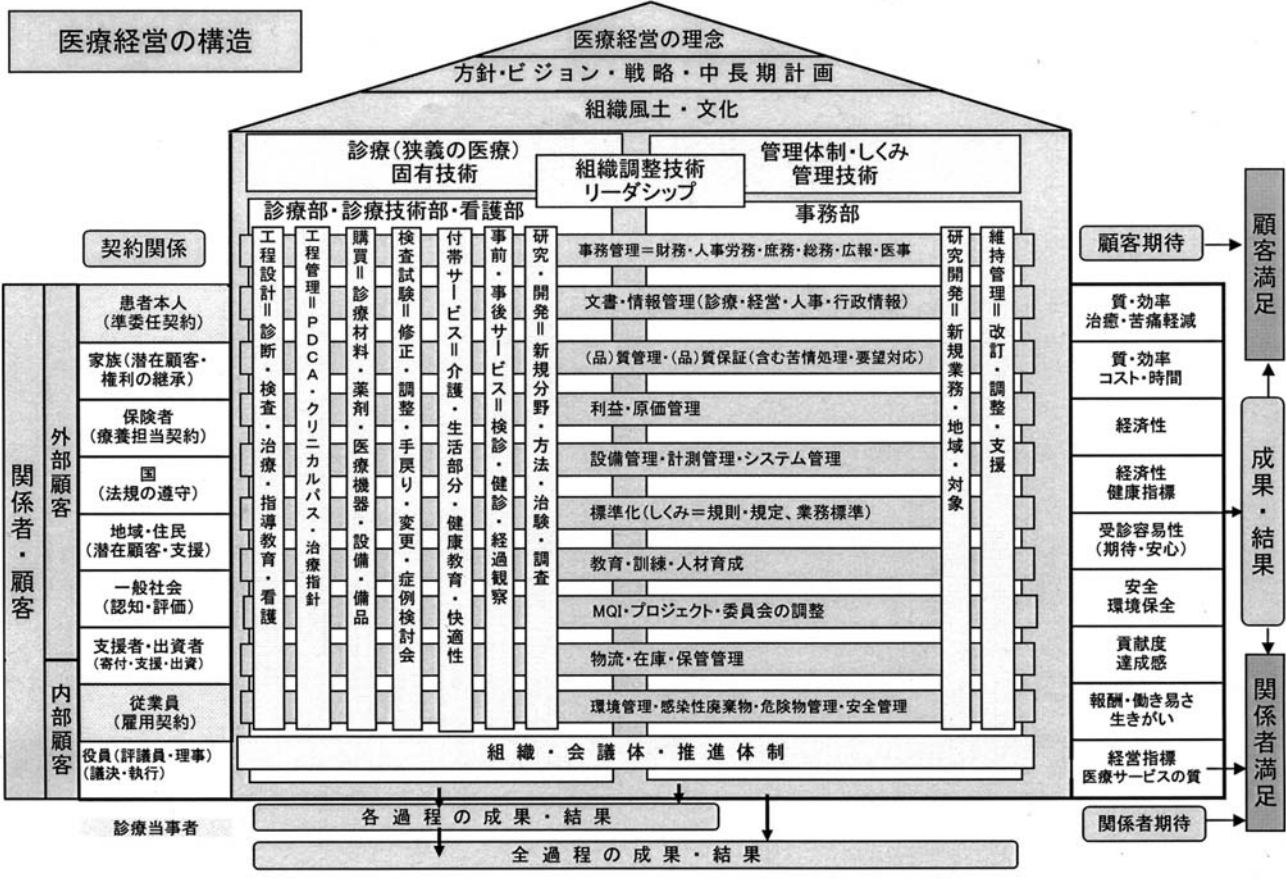 医療経営の構造
医療経営の理念
方針・ビジョン・戦略・中長期計画
組織風土・文化
診療(狭義の医療)
固有技術
組織調整技術
リーダシップ
管理体制・しくみ
管理技術
診療部・診療技術部・看護部
事務部
工程設計=診断・検査・治療・指導教育・看護
工程管理=PDCA・クリニカルパス・治療指針
購買=診療材料・薬剤・医療機器・設備・備品
検査試験=修正・調整・手戻り・変更・症例検討会
付帯サービス=介護・生活部分・健康教育・快適性
事前・事後サービス=検診・健診・経過観察
研究・開発=新規分野・方法・治験・調査
事務管理=財務・人事労務・庶務・総務・広報・医事
文書・情報管理(診療・経営・人事・行政情報)
(品)質管理・(品)質保証(含む苦情処理・要望対応)
利益・原価管理
設備管理・計測管理・システム管理
標準化(しくみ=規則・規定、業務標準)
教育・訓練・人材育成
MQI・プロジェクト・委員会の調整
物流・在庫・保管管理
環境管理・感染性廃棄物・危険物管理・安全管理
研究開発=新規業務・地域・対象
維持管理=改訂・調整・支援
組織・会議体・推進体制
各過程の成果・結果
全過程の成果・結果
契約関係
関係者・顧客
外部顧客
内部顧客
患者本人
(準委任契約)
家族(潜在顧客・
権利の継承)
保険者
(療養担当契約)
国
(法規の遵守)
地域・住民
(潜在顧客・支援)
一般社会
(認知・評価)
支援者・出資者
(寄付・支援・出資)
従業員
(雇用契約)
役員(評議員・理事)
(議決・執行)
診療当事者
顧客期待
質・効率
治癒・苦痛軽減
質・効率
コスト・時間
経済性
経済性
健康指標
受診容易性
(期待・安心)
安全
環境保全
貢献度
達成感
報酬・働き易さ
生きがい
経営指標
医療サービスの質
関係者期待
顧客満足
成果・結果
関係者満足